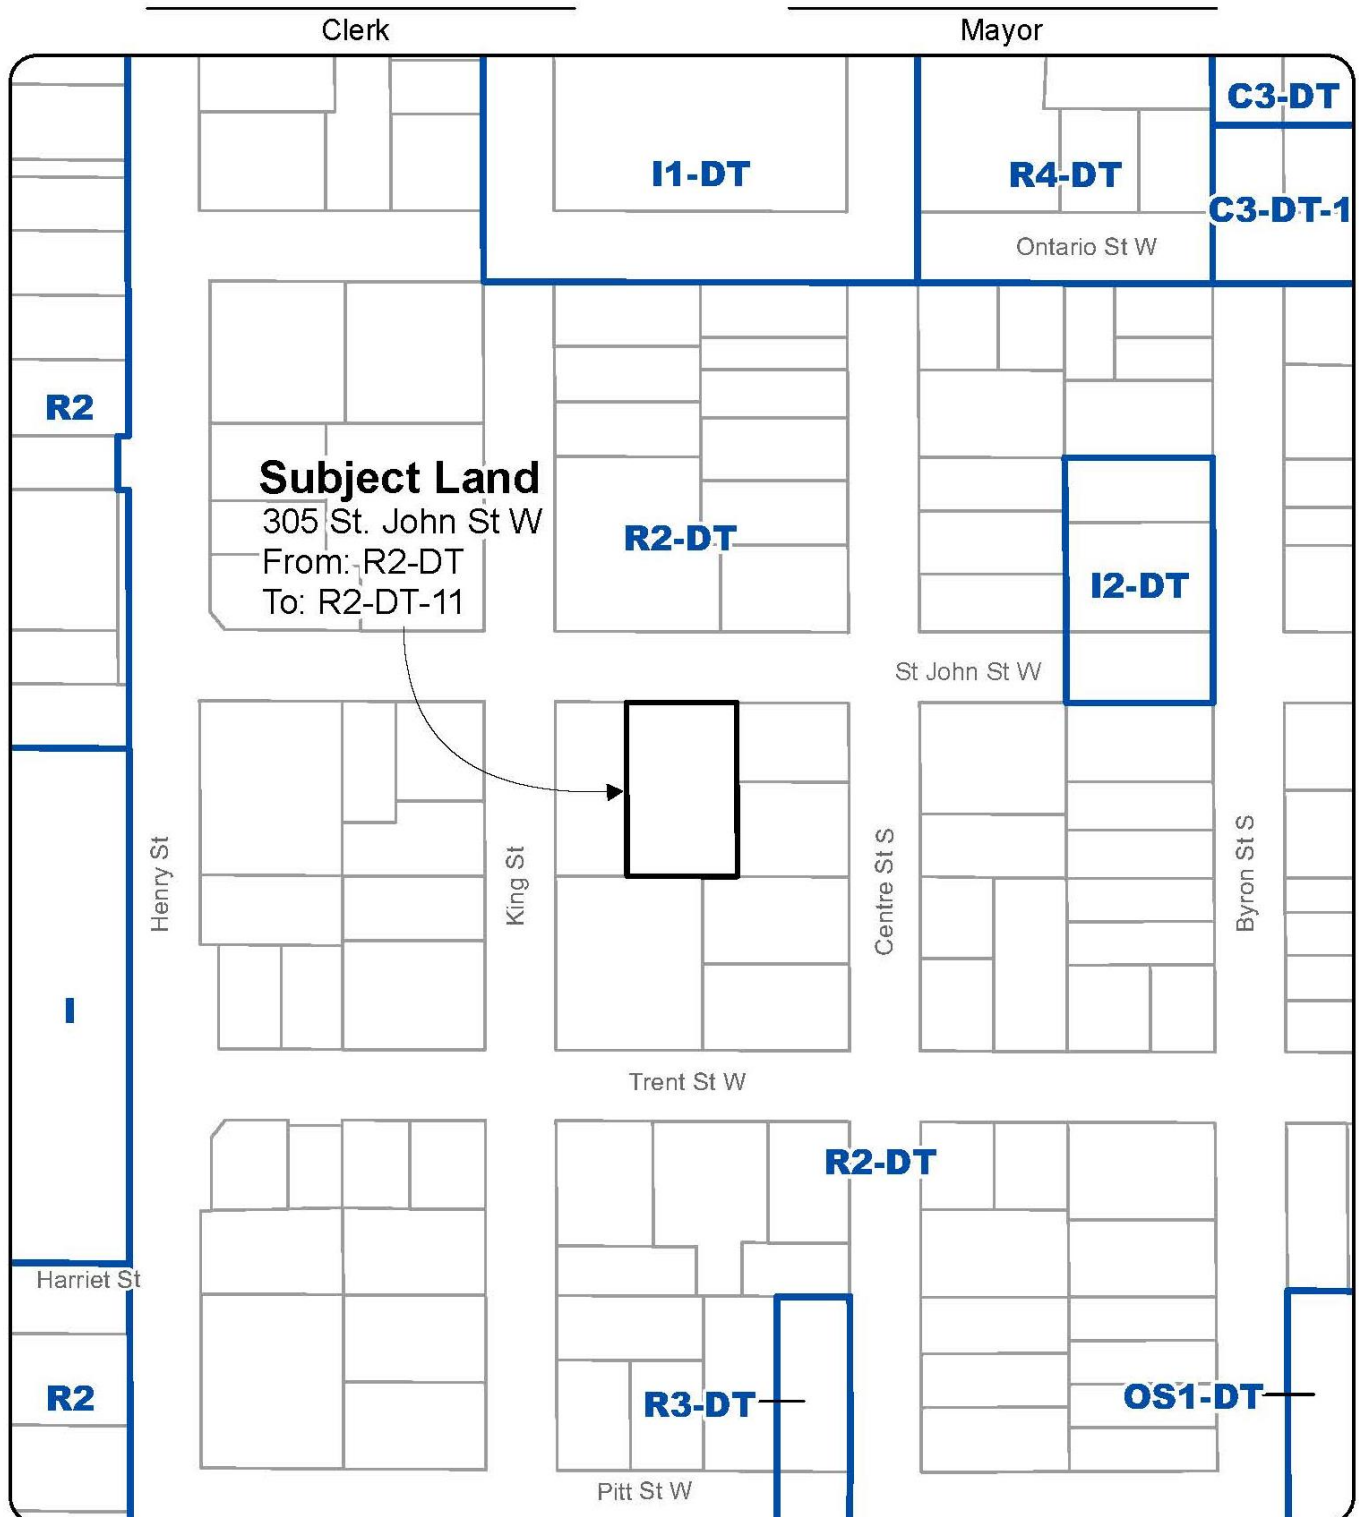 Clerk
Mayor
C3-DT
I1-DT
R4-DT
C3-DT-1
Ontario St W
R2
Subject Land
305 St. John St W
From: R2-DT
To: R2-DT-11
R2-DT
I2-DT
St John St W
Henry St
King St
Centre St S
Byron St S
I
Trent St W
R2-DT
Harriet St
R2
R3-DT
OS1-DT
Pitt St W